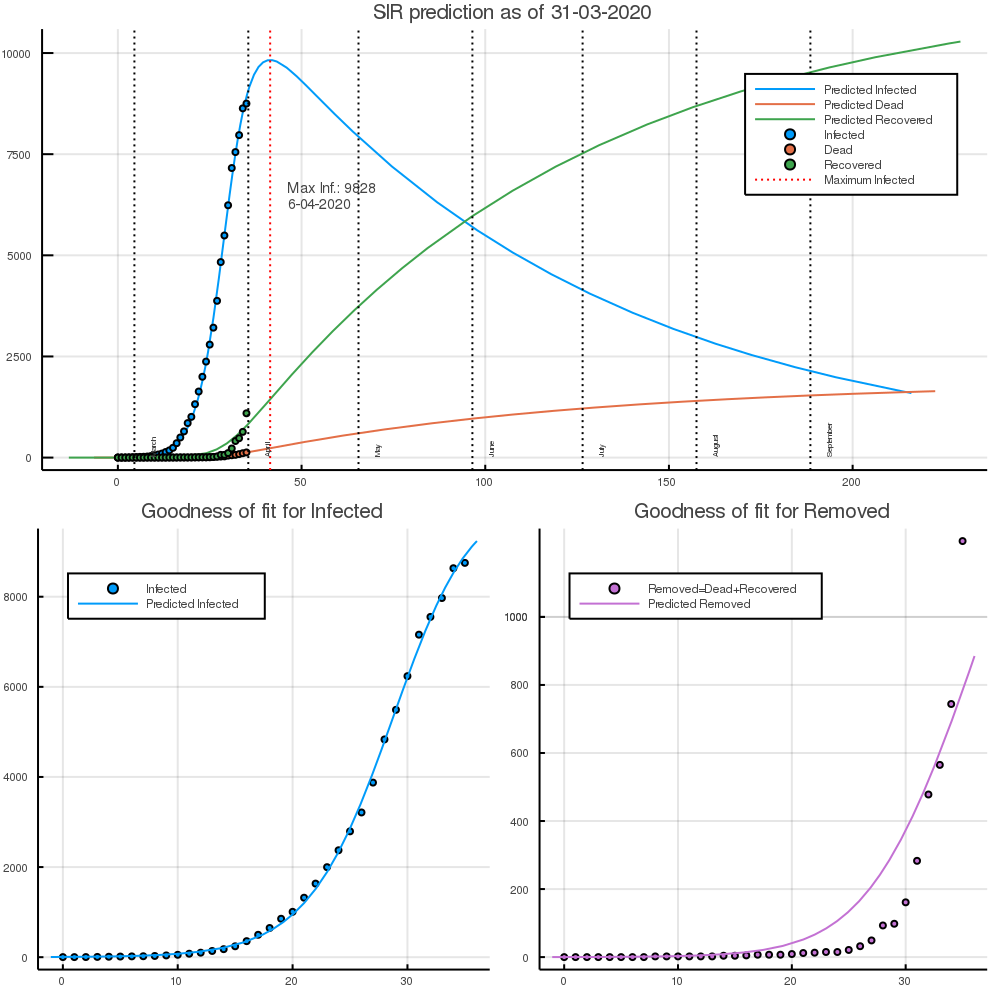 SIR prediction as of 31-03-2020
10000
7500
5000
2500
0
Predicted Infected
Predicted Dead
Predicted Recovered
Infected
Dead
Recovered
Maximum Infected
Max Inf.: 9828
6-04-2020
April
May
June
July
August
September
0
50
100
150
200
Goodness of fit for Infected
8000
6000
4000
2000
0
Infected
Predicted Infected
0
10
20
30
Goodness of fit for Removed
1000
800
600
400
200
0
Removed=Dead+Recovered
Predicted Removed
0
10
20
30